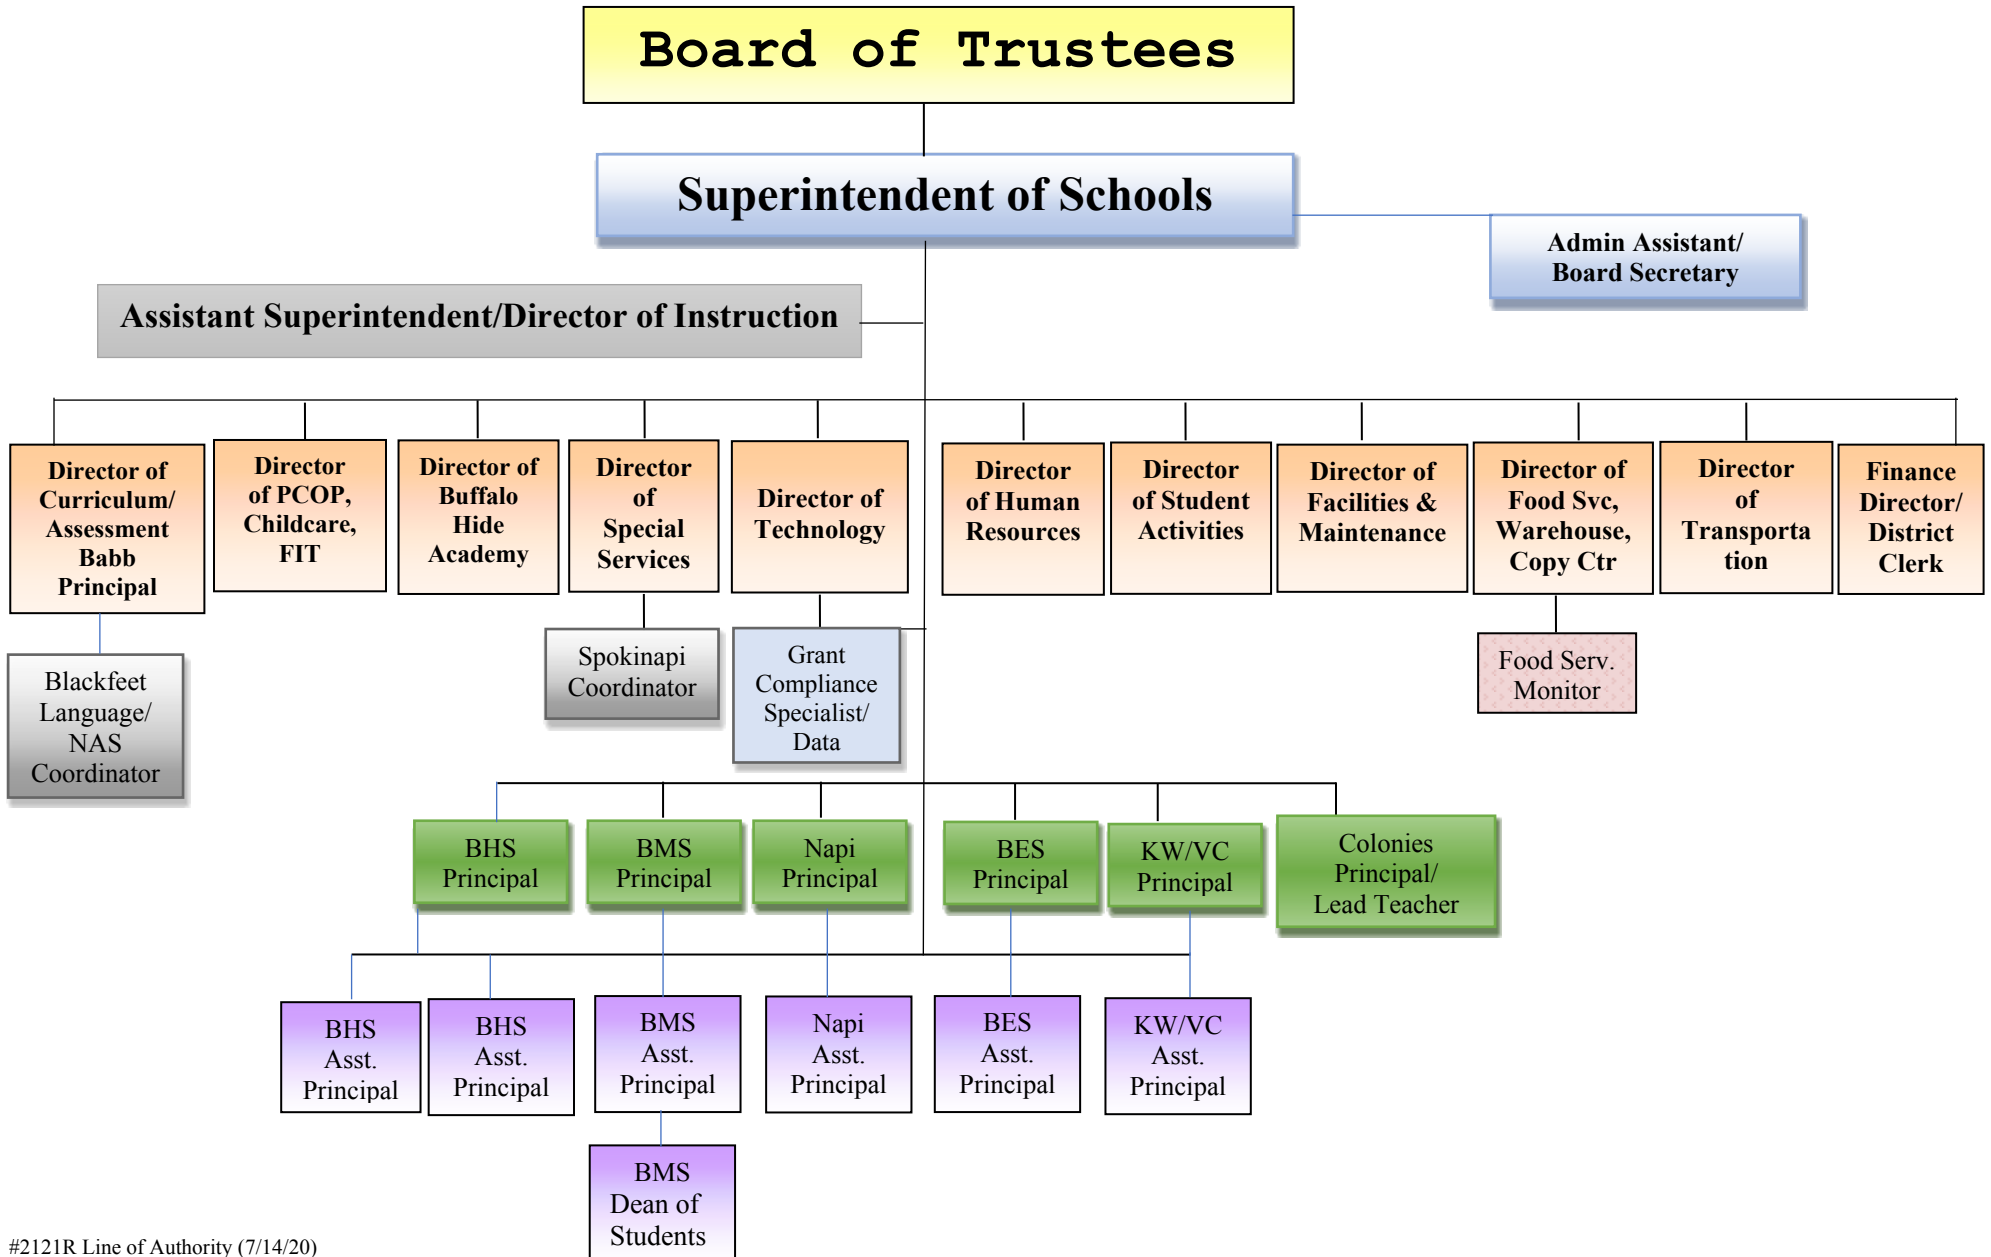 Board of Trustees
Superintendent of Schools
Admin Assistant/
Board Secretary
Assistant Superintendent/Director of Instruction
Director of
Curriculum/
Assessment
Babb
Principal
Director
of PCOP,
Childcare,
FIT
Director of
Buffalo
Hide
Academy
Director
of
Special
Services
Director of
Technology
Director
of Human
Resources
Director
of Student
Activities
Director of
Facilities &
Maintenance
Director of
Food Svc,
Warehouse,
Copy Ctr
Director
of
Transporta
tion
Finance
Director/
District
Clerk
Blackfeet
Language/
NAS
Coordinator
Spokinapi
Coordinator
Grant
Compliance
Specialist/
Data
Food Serv.
Monitor
BHS
Principal
BMS
Principal
Napi
Principal
BES
Principal
KW/VC
Principal
Colonies
Principal/
Lead Teacher
BHS
Asst.
Principal
BHS
Asst.
Principal
BMS
Asst.
Principal
Napi
Asst.
Principal
BES
Asst.
Principal
KW/VC
Asst.
Principal
BMS
Dean of
Students
#2121R Line of Authority (7/14/20)